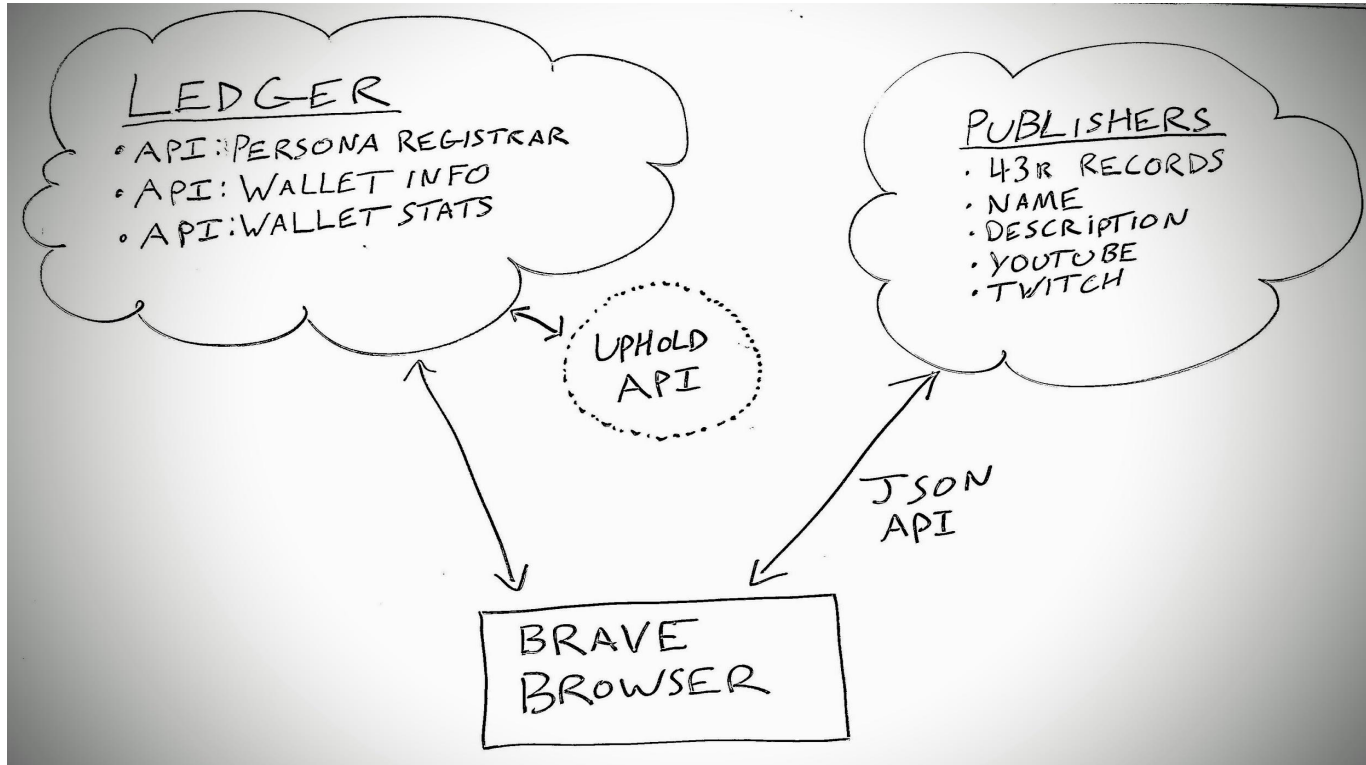 LEDGER
• API: PERSONA REGISTRAR
• API: WALLET INFO
• API: WALLET STATS
PUBLISHERS
• 43R RECORDS
• NAME
• DESCRIPTION
• YOUTUBE
• TWITCH
UPHOLD
API
JSON
API
BRAVE
BROWSER